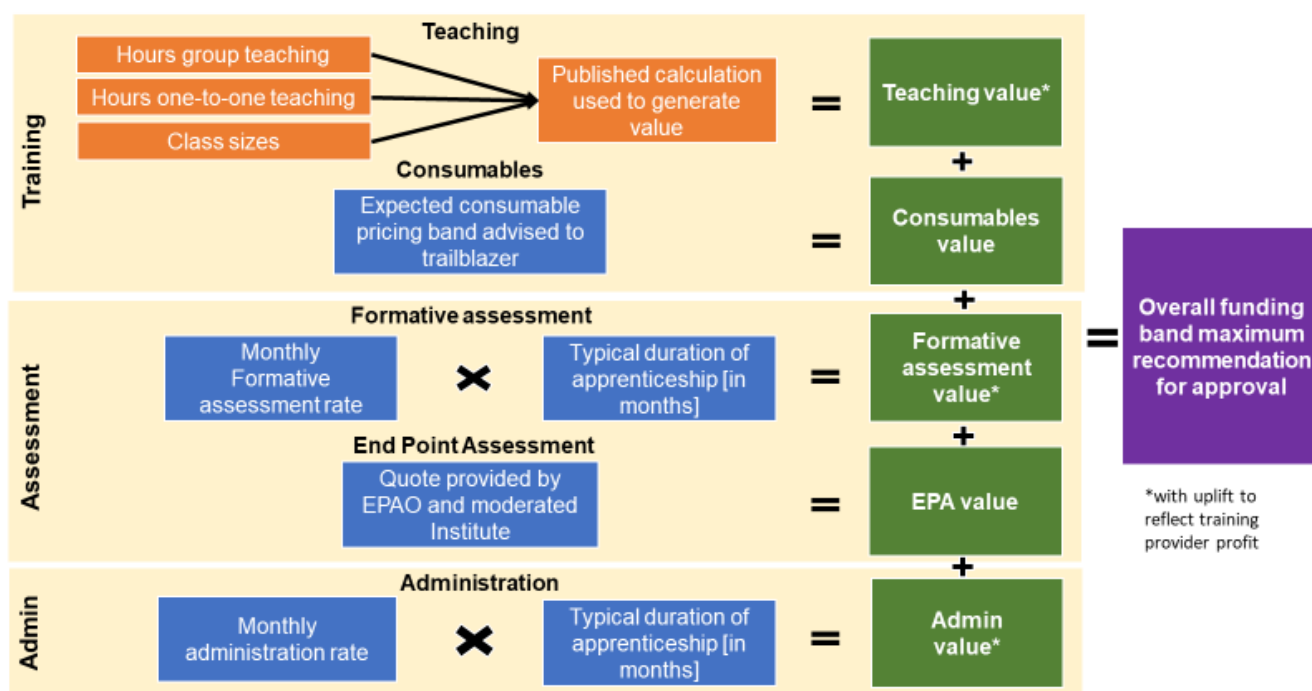 Training
Teaching
Hours group teaching
Hours one-to-one teaching
Class sizes
Published calculation
used to generate
value
=
Teaching value*
+
Consumables
Expected consumable
pricing band advised to
trailblazer
=
Consumables
value
+
Assessment
Formative assessment
Monthly
Formative
assessment rate
×
Typical duration of
apprenticeship [in
months]
=
Formative
assessment
value*
+
End Point Assessment
Quote provided by
EPAO and moderated
Institute
=
EPA value
+
Admin
Administration
Monthly
administration rate
×
Typical duration of
apprenticeship [in
months]
=
Admin
value*
=
Overall funding
band maximum
recommendation
for approval
*with uplift to
reflect training
provider profit